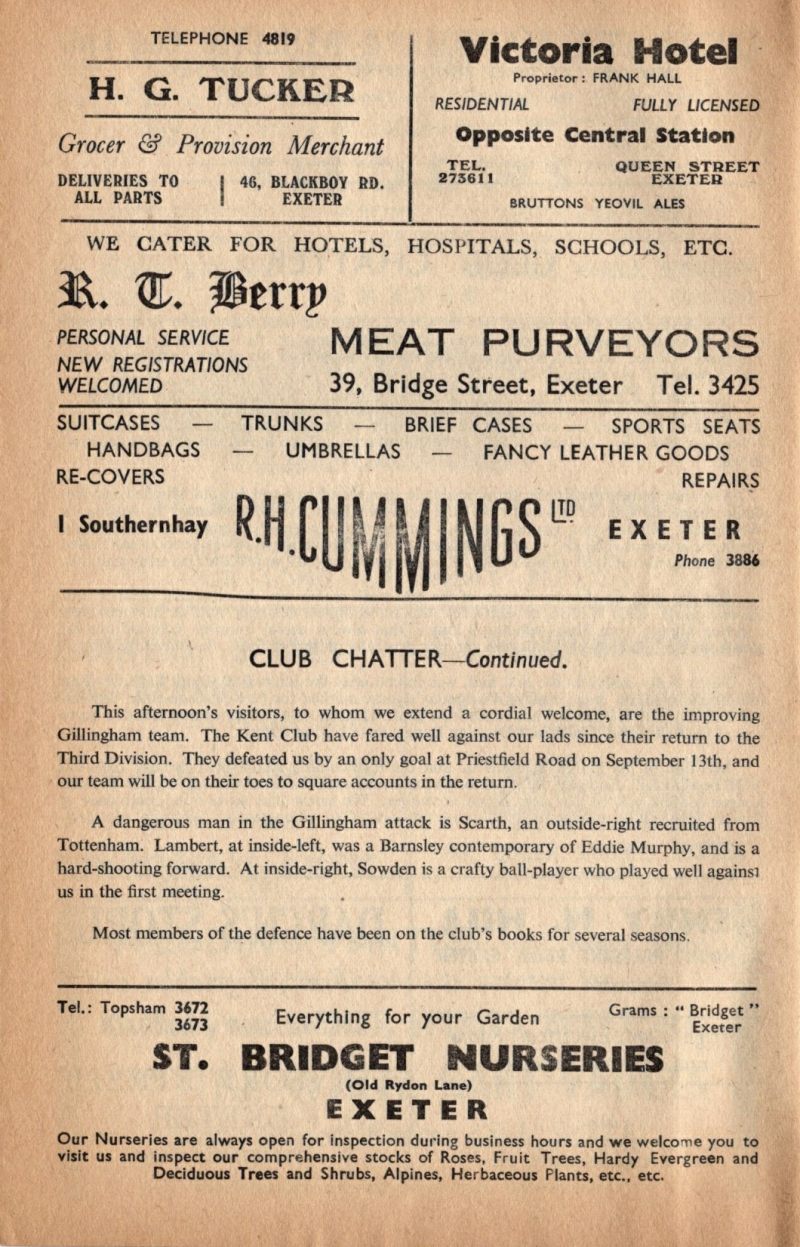 TELEPHONE 4819
H. G. TUCKER
Grocer & Provision Merchant
DELIVERIES TO
ALL PARTS
46, BLACKBOY RD.
EXETER
Victoria Hotel
Proprietor : FRANK HALL
RESIDENTIAL FULLY LICENSED
Opposite Central Station
TEL.
273611
QUEEN STREET
EXETER
BRUTTONS YEOVIL ALES
WE CATER FOR HOTELS, HOSPITALS, SCHOOLS, ETC.
R. T. Berry
PERSONAL SERVICE
NEW REGISTRATIONS
WELCOMED
MEAT PURVEYORS
39, Bridge Street, Exeter Tel. 3425
SUITCASES — TRUNKS — BRIEF CASES — SPORTS SEATS
HANDBAGS — UMBRELLAS — FANCY LEATHER GOODS
RE-COVERS REPAIRS
1 Southernhay R.H. CUMMINGS LTD. EXETER
Phone 3886
CLUB CHATTER—Continued.
This afternoon's visitors, to whom we extend a cordial welcome, are the improving
Gillingham team. The Kent Club have fared well against our lads since their return to the
Third Division. They defeated us by an only goal at Priestfield Road on September 13th, and
our team will be on their toes to square accounts in the return.
A dangerous man in the Gillingham attack is Scarth, an outside-right recruited from
Tottenham. Lambert, at inside-left, was a Barnsley contemporary of Eddie Murphy, and is a
hard-shooting forward. At inside-right, Sowden is a crafty ball-player who played well against
us in the first meeting.
Most members of the defence have been on the club's books for several seasons.
Tel.: Topsham 3672
3673
Everything for your Garden
Grams : "Bridget"
Exeter
ST. BRIDGET NURSERIES
(Old Rydon Lane)
EXETER
Our Nurseries are always open for inspection during business hours and we welcome you to
visit us and inspect our comprehensive stocks of Roses, Fruit Trees, Hardy Evergreen and
Deciduous Trees and Shrubs, Alpines, Herbaceous Plants, etc., etc.